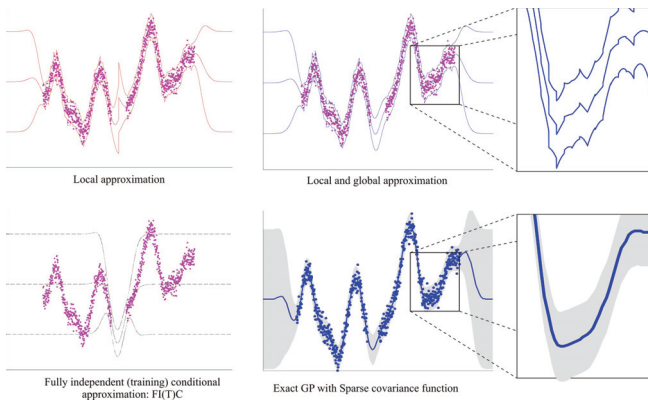 Local approximation
Local and global approximation
Fully independent (training) conditional
approximation: FI(T)C
Exact GP with Sparse covariance function